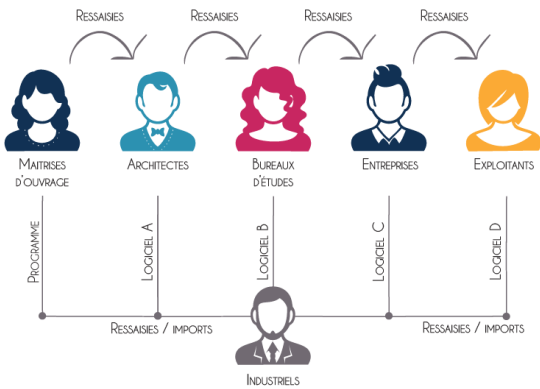 Ressaisies Ressaisies Ressaisies Ressaisies
Maitrises d'ouvrage
Architectes
Bureaux d'études
Entreprises
Exploitants
Programme
Logiciel A
Logiciel B
Logiciel C
Logiciel D
Ressaisies / imports
Ressaisies / imports
Industriels